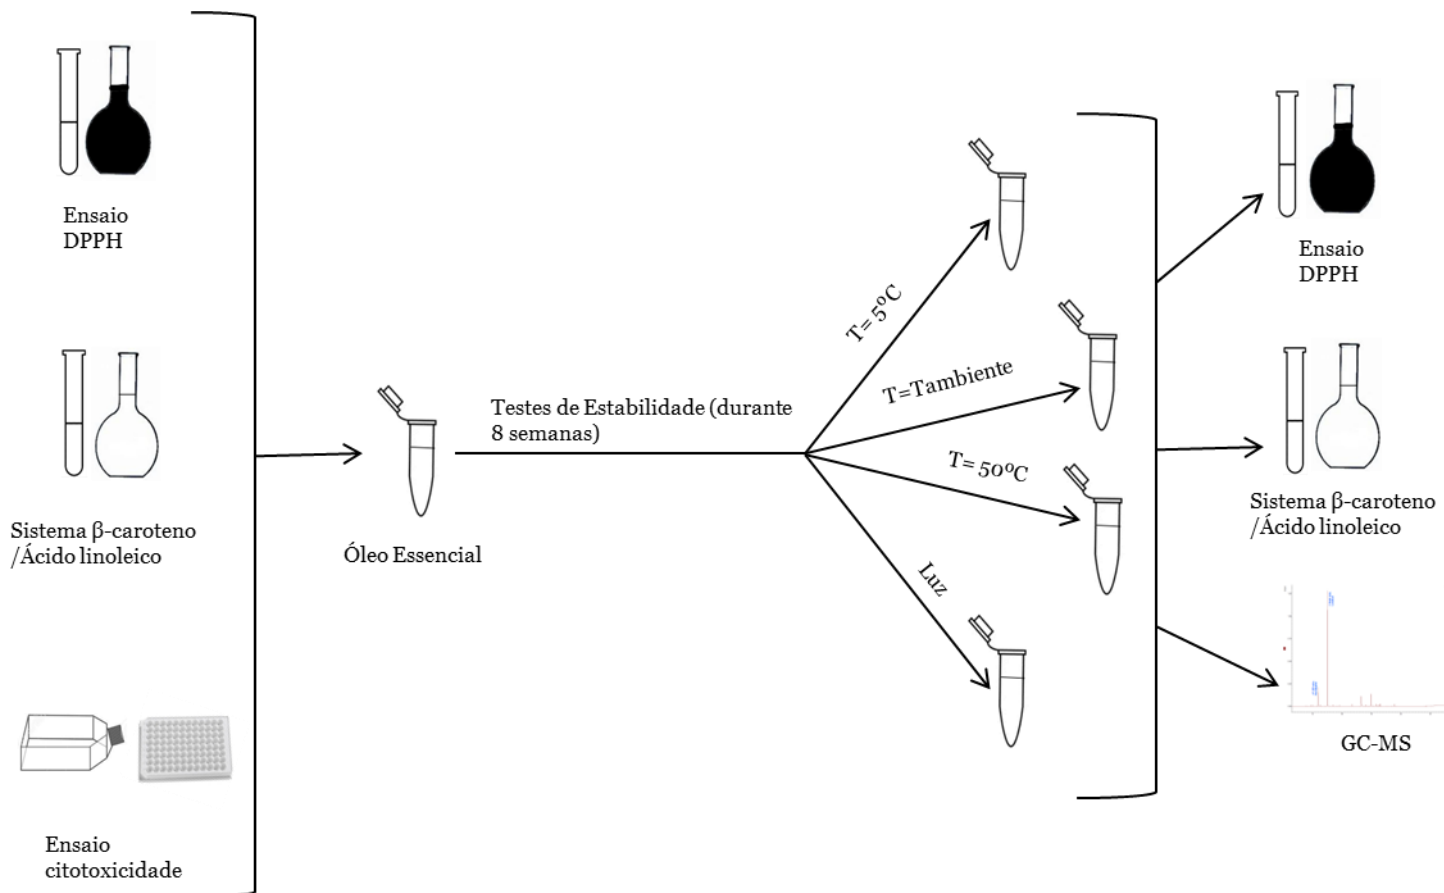 Ensaio
DPPH
Sistema β-caroteno
/Ácido linoleico
Ensaio
citotoxicidade
Óleo Essencial
Testes de Estabilidade (durante
8 semanas)
T= 5ºC
T=Tambiente
T= 50ºC
Luz
Ensaio
DPPH
Sistema β-caroteno
/Ácido linoleico
GC-MS